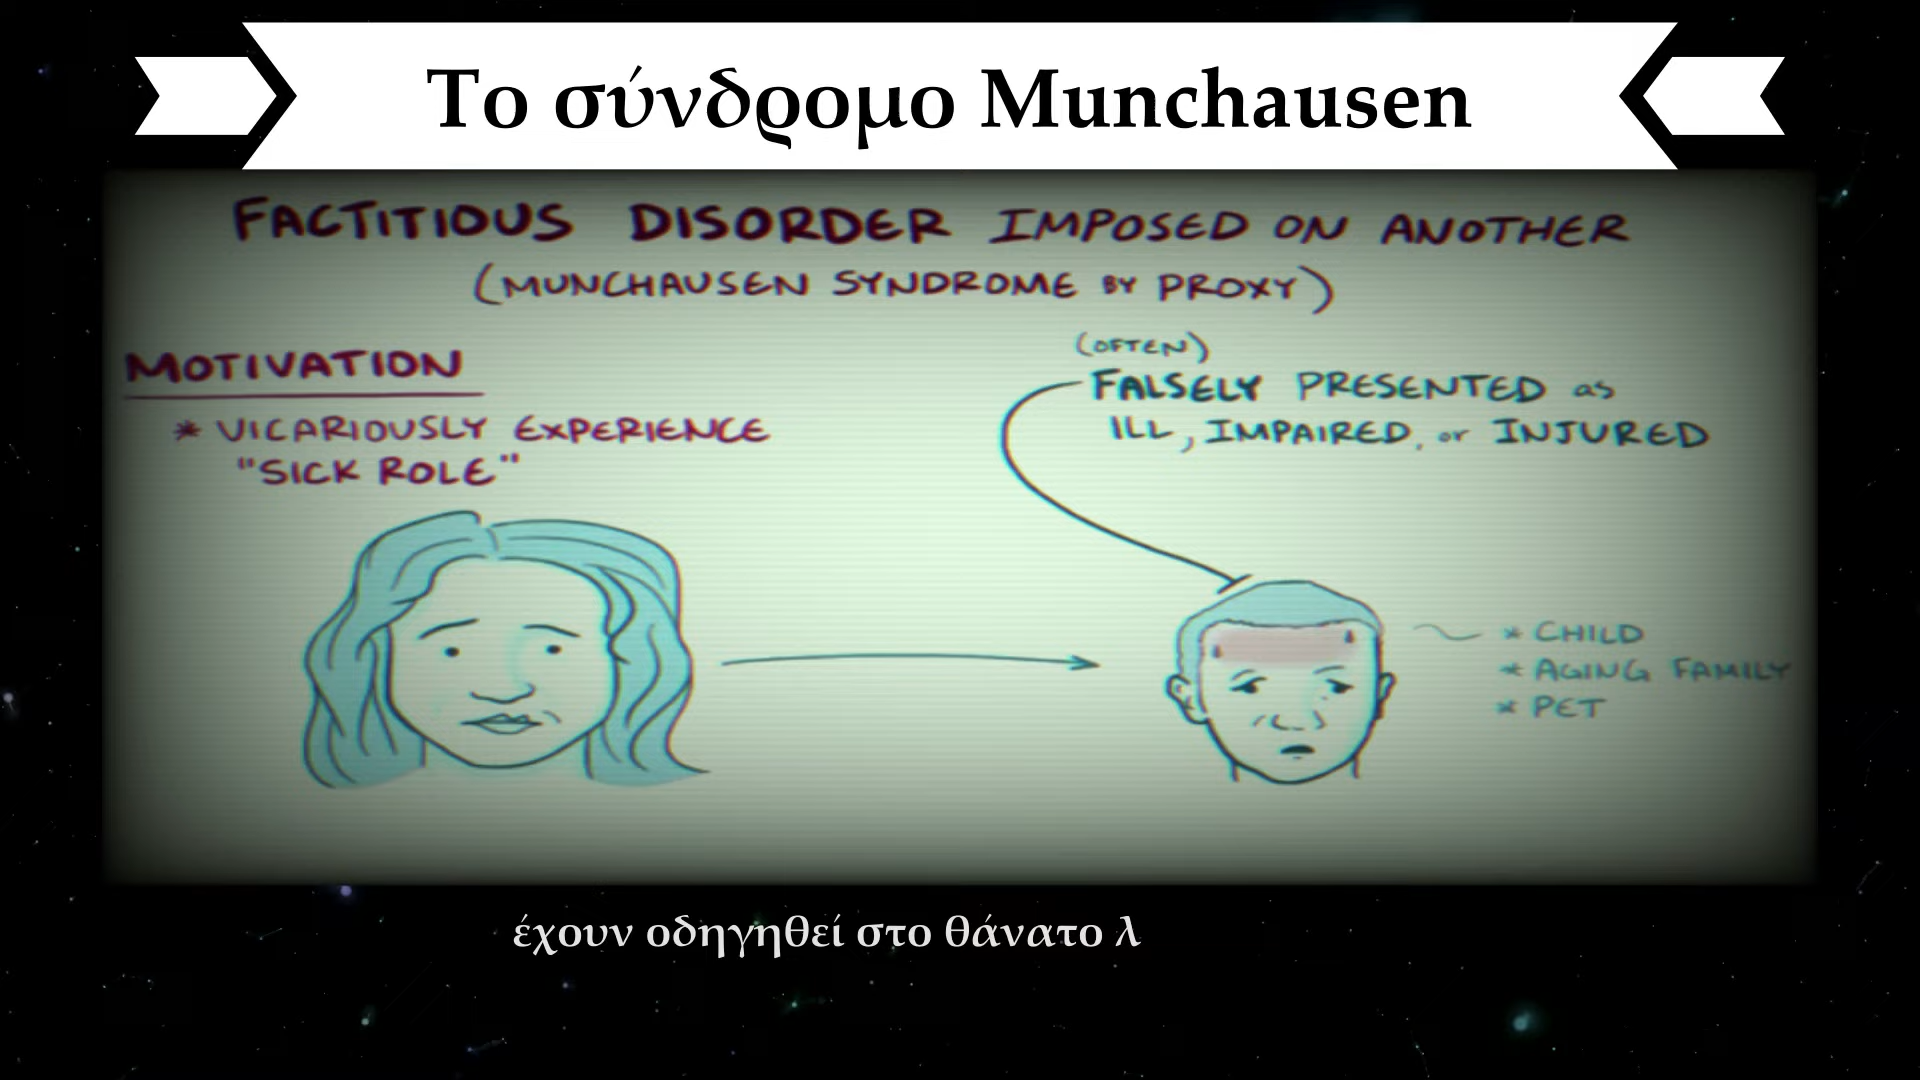 Το σύνδρομο Munchausen
FACTITIOUS DISORDER IMPOSED ON ANOTHER
(MUNCHAUSEN SYNDROME BY PROXY)
MOTIVATION
* VICARIOUSLY EXPERIENCE
"SICK ROLE"
(OFTEN)
FALSELY PRESENTED as
ILL, IMPAIRED, or INJURED
* CHILD
* AGING FAMILY
* PET
έχουν οδηγηθεί στο θάνατο λ